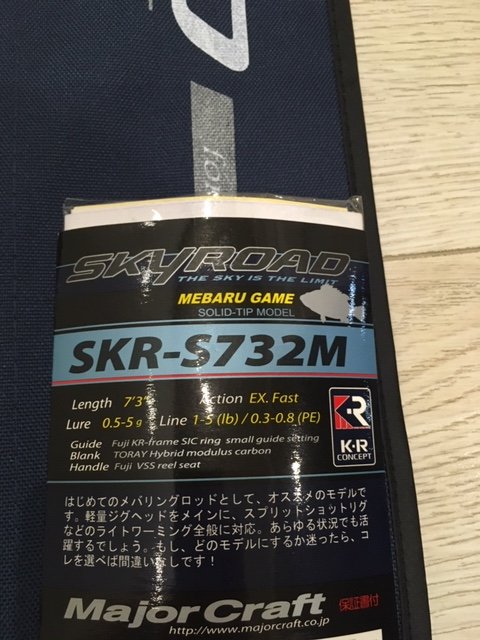 for
SKYROAD
THE SKY IS THE LIMIT
MEBARU GAME
SOLID-TIP MODEL
SKR-S732M
Length 7'3" Action EX. Fast
Lure 0.5-5g Line 1-5 (lb) / 0.3-0.8 (PE)
Guide Fuji KR-frame SIC ring small guide setting
Blank TORAY Hybrid modulus carbon
Handle Fuji VSS reel seat
K·R
K·R
CONCEPT
はじめてのメバリングロッドとして、オススメのモデルで
す。軽量ジグヘッドをメインに、スプリットショットリグ
などのライトワーミング全般に対応。あらゆる状況でも活
躍するでしょう。もし、どのモデルにするか迷ったら、コ
レを選べば間違いなしです！
Major Craft 保証書付
http://www.majorcraft.co.jp